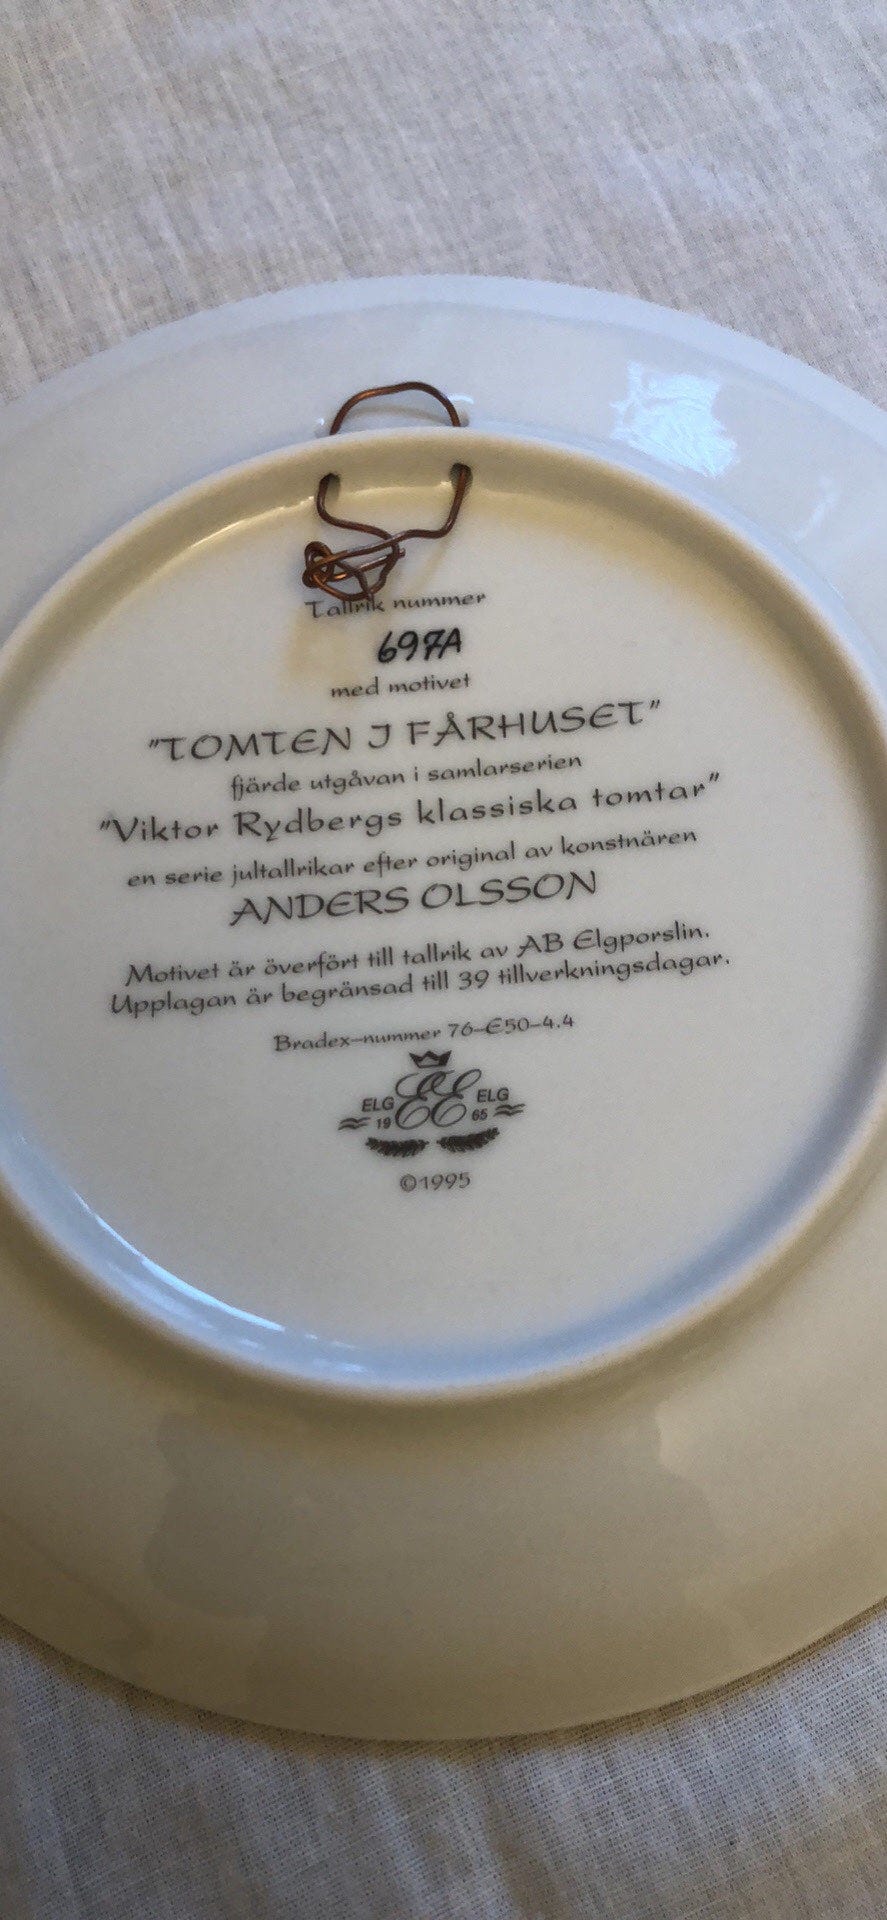 Tallrik nummer
697A
med motivet
"TOMTEN I FÅRHUSET"
fjärde utgåvan i samlarserien
"Viktor Rydbergs klassiska tomtar"
en serie jultallrikar efter original av konstnären
ANDERS OLSSON
Motivet är överfört till tallrik av AB Elgporslin.
Upplagan är begränsad till 39 tillverkningsdagar.
Bradex-nummer 76-E50-4.4
ELG EE ELG
19 65
©1995